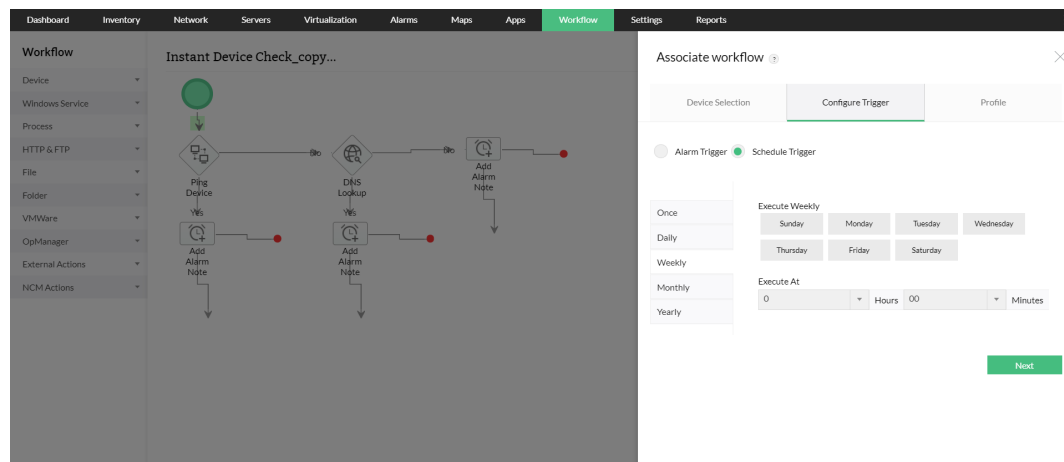 Dashboard Inventory Network Servers Virtualization Alarms Maps Apps Workflow Settings Reports
Workflow
Device
Windows Service
Process
HTTP & FTP
File
Folder
VMWare
OpManager
External Actions
NCM Actions
Instant Device Check_copy...
Ping
Device
No
DNS
Lookup
No
Add
Alarm
Note
Yes
Yes
Add
Alarm
Note
Add
Alarm
Note
Associate workflow ?
Device Selection Configure Trigger Profile
Alarm Trigger Schedule Trigger
Once
Daily
Weekly
Monthly
Yearly
Execute Weekly
Sunday Monday Tuesday Wednesday
Thursday Friday Saturday
Execute At
0 Hours 00 Minutes
Next